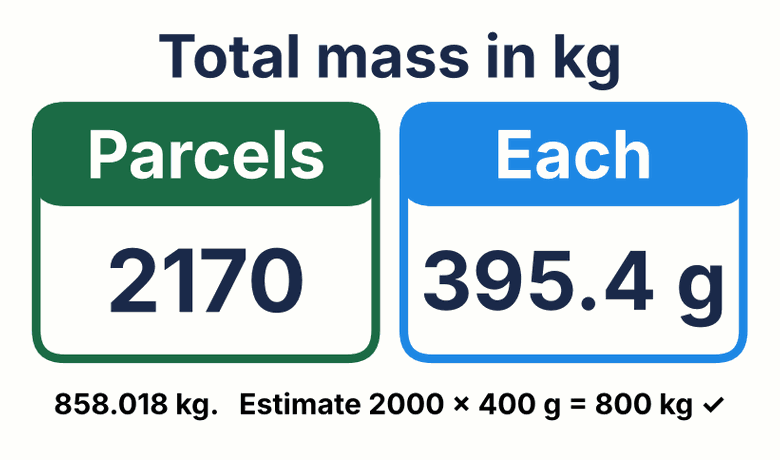 Total mass in kg
Parcels
Each
2170
395.4 g
858.018 kg. Estimate 2000 × 400 g = 800 kg ✓